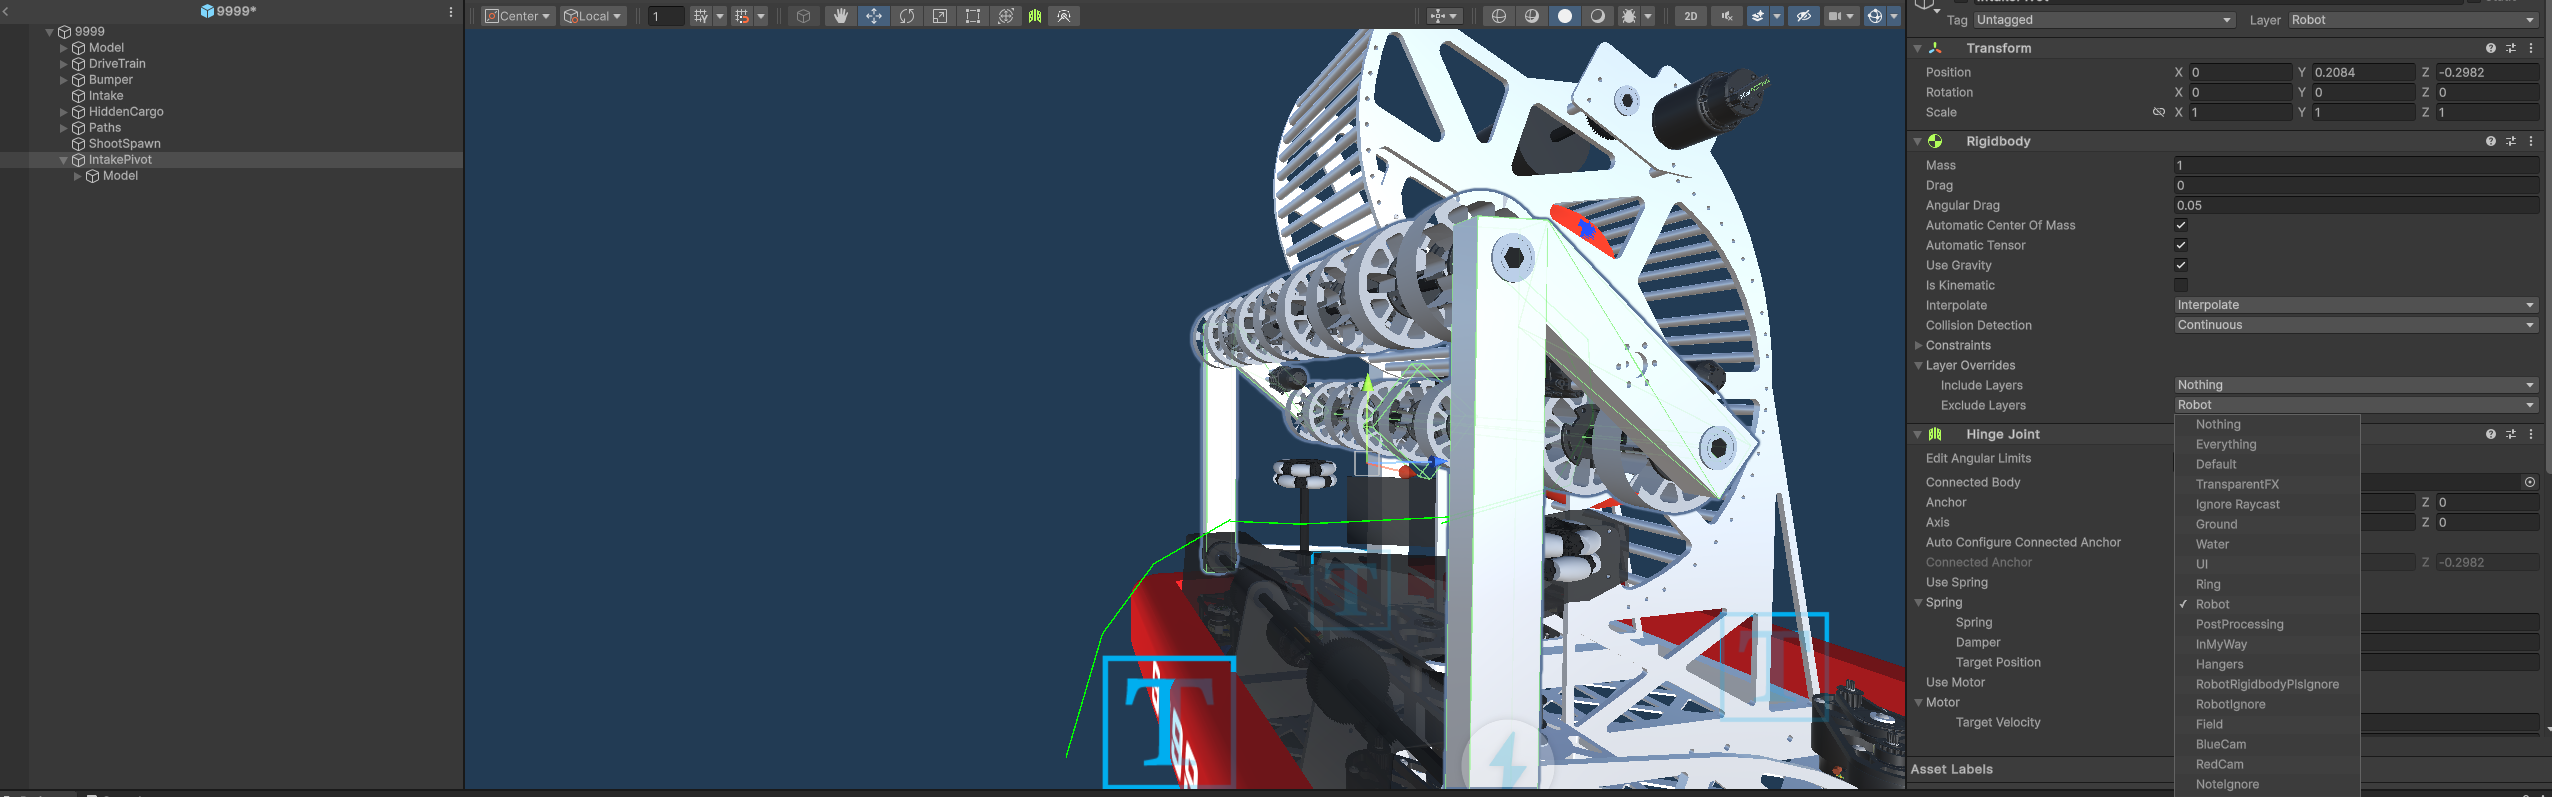 9999*
9999
Model
DriveTrain
Bumper
Intake
HiddenCargo
Paths
ShootSpawn
IntakePivot
Model
Center
Local
1
2D
Tag Untagged Layer Robot
Transform
Position X 0 Y 0.2084 Z -0.2982
Rotation X 0 Y 0 Z 0
Scale X 1 Y 1 Z 1
Rigidbody
Mass 1
Drag 0
Angular Drag 0.05
Automatic Center Of Mass
Automatic Tensor
Use Gravity
Is Kinematic
Interpolate Interpolate
Collision Detection Continuous
Constraints
Layer Overrides
Include Layers Nothing
Exclude Layers Robot
Hinge Joint
Edit Angular Limits
Connected Body
Anchor Z 0
Axis Z 0
Auto Configure Connected Anchor
Connected Anchor Z -0.2982
Use Spring
Spring
Spring
Damper
Target Position
Use Motor
Motor
Target Velocity
Asset Labels
Nothing
Everything
Default
TransparentFX
Ignore Raycast
Ground
Water
UI
Ring
Robot
PostProcessing
InMyWay
Hangers
RobotRigidbodyPlsIgnore
RobotIgnore
Field
BlueCam
RedCam
NoteIgnore